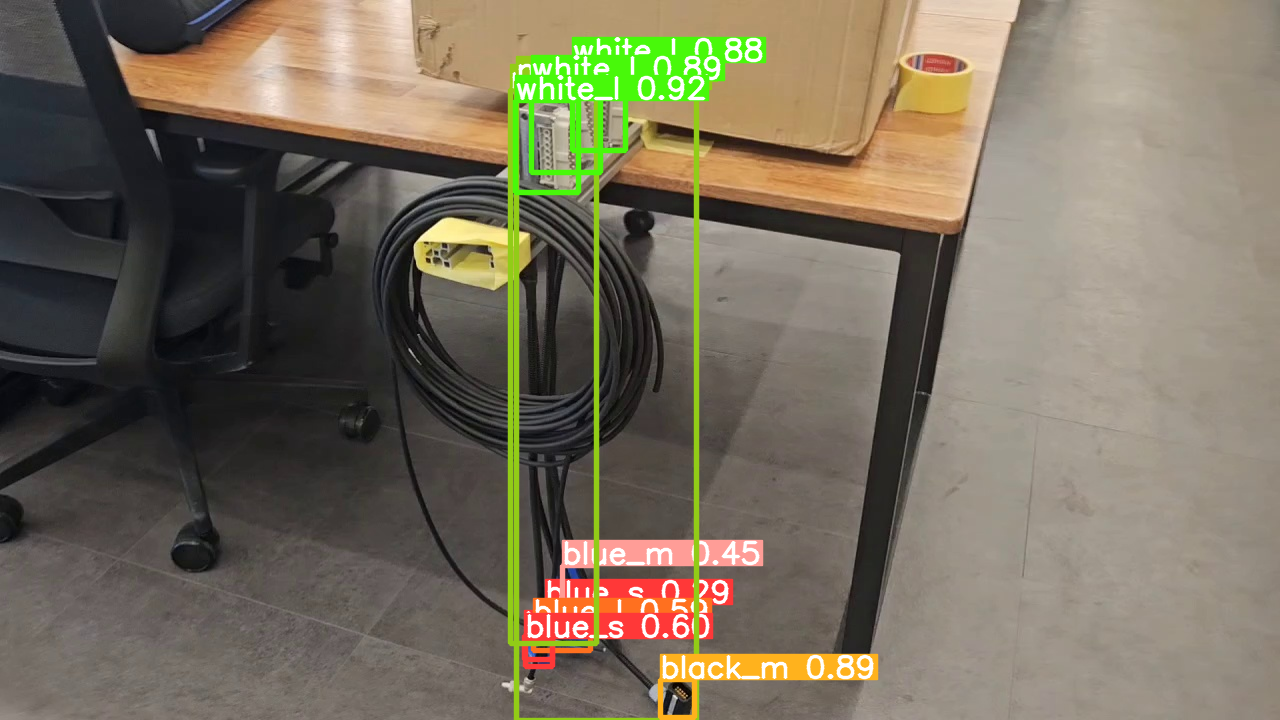 white_l 0.88
white_l 0.89
white_l 0.92
blue_m 0.45
blue_s 0.29
blue_l 0.59
blue_s 0.60
black_m 0.89